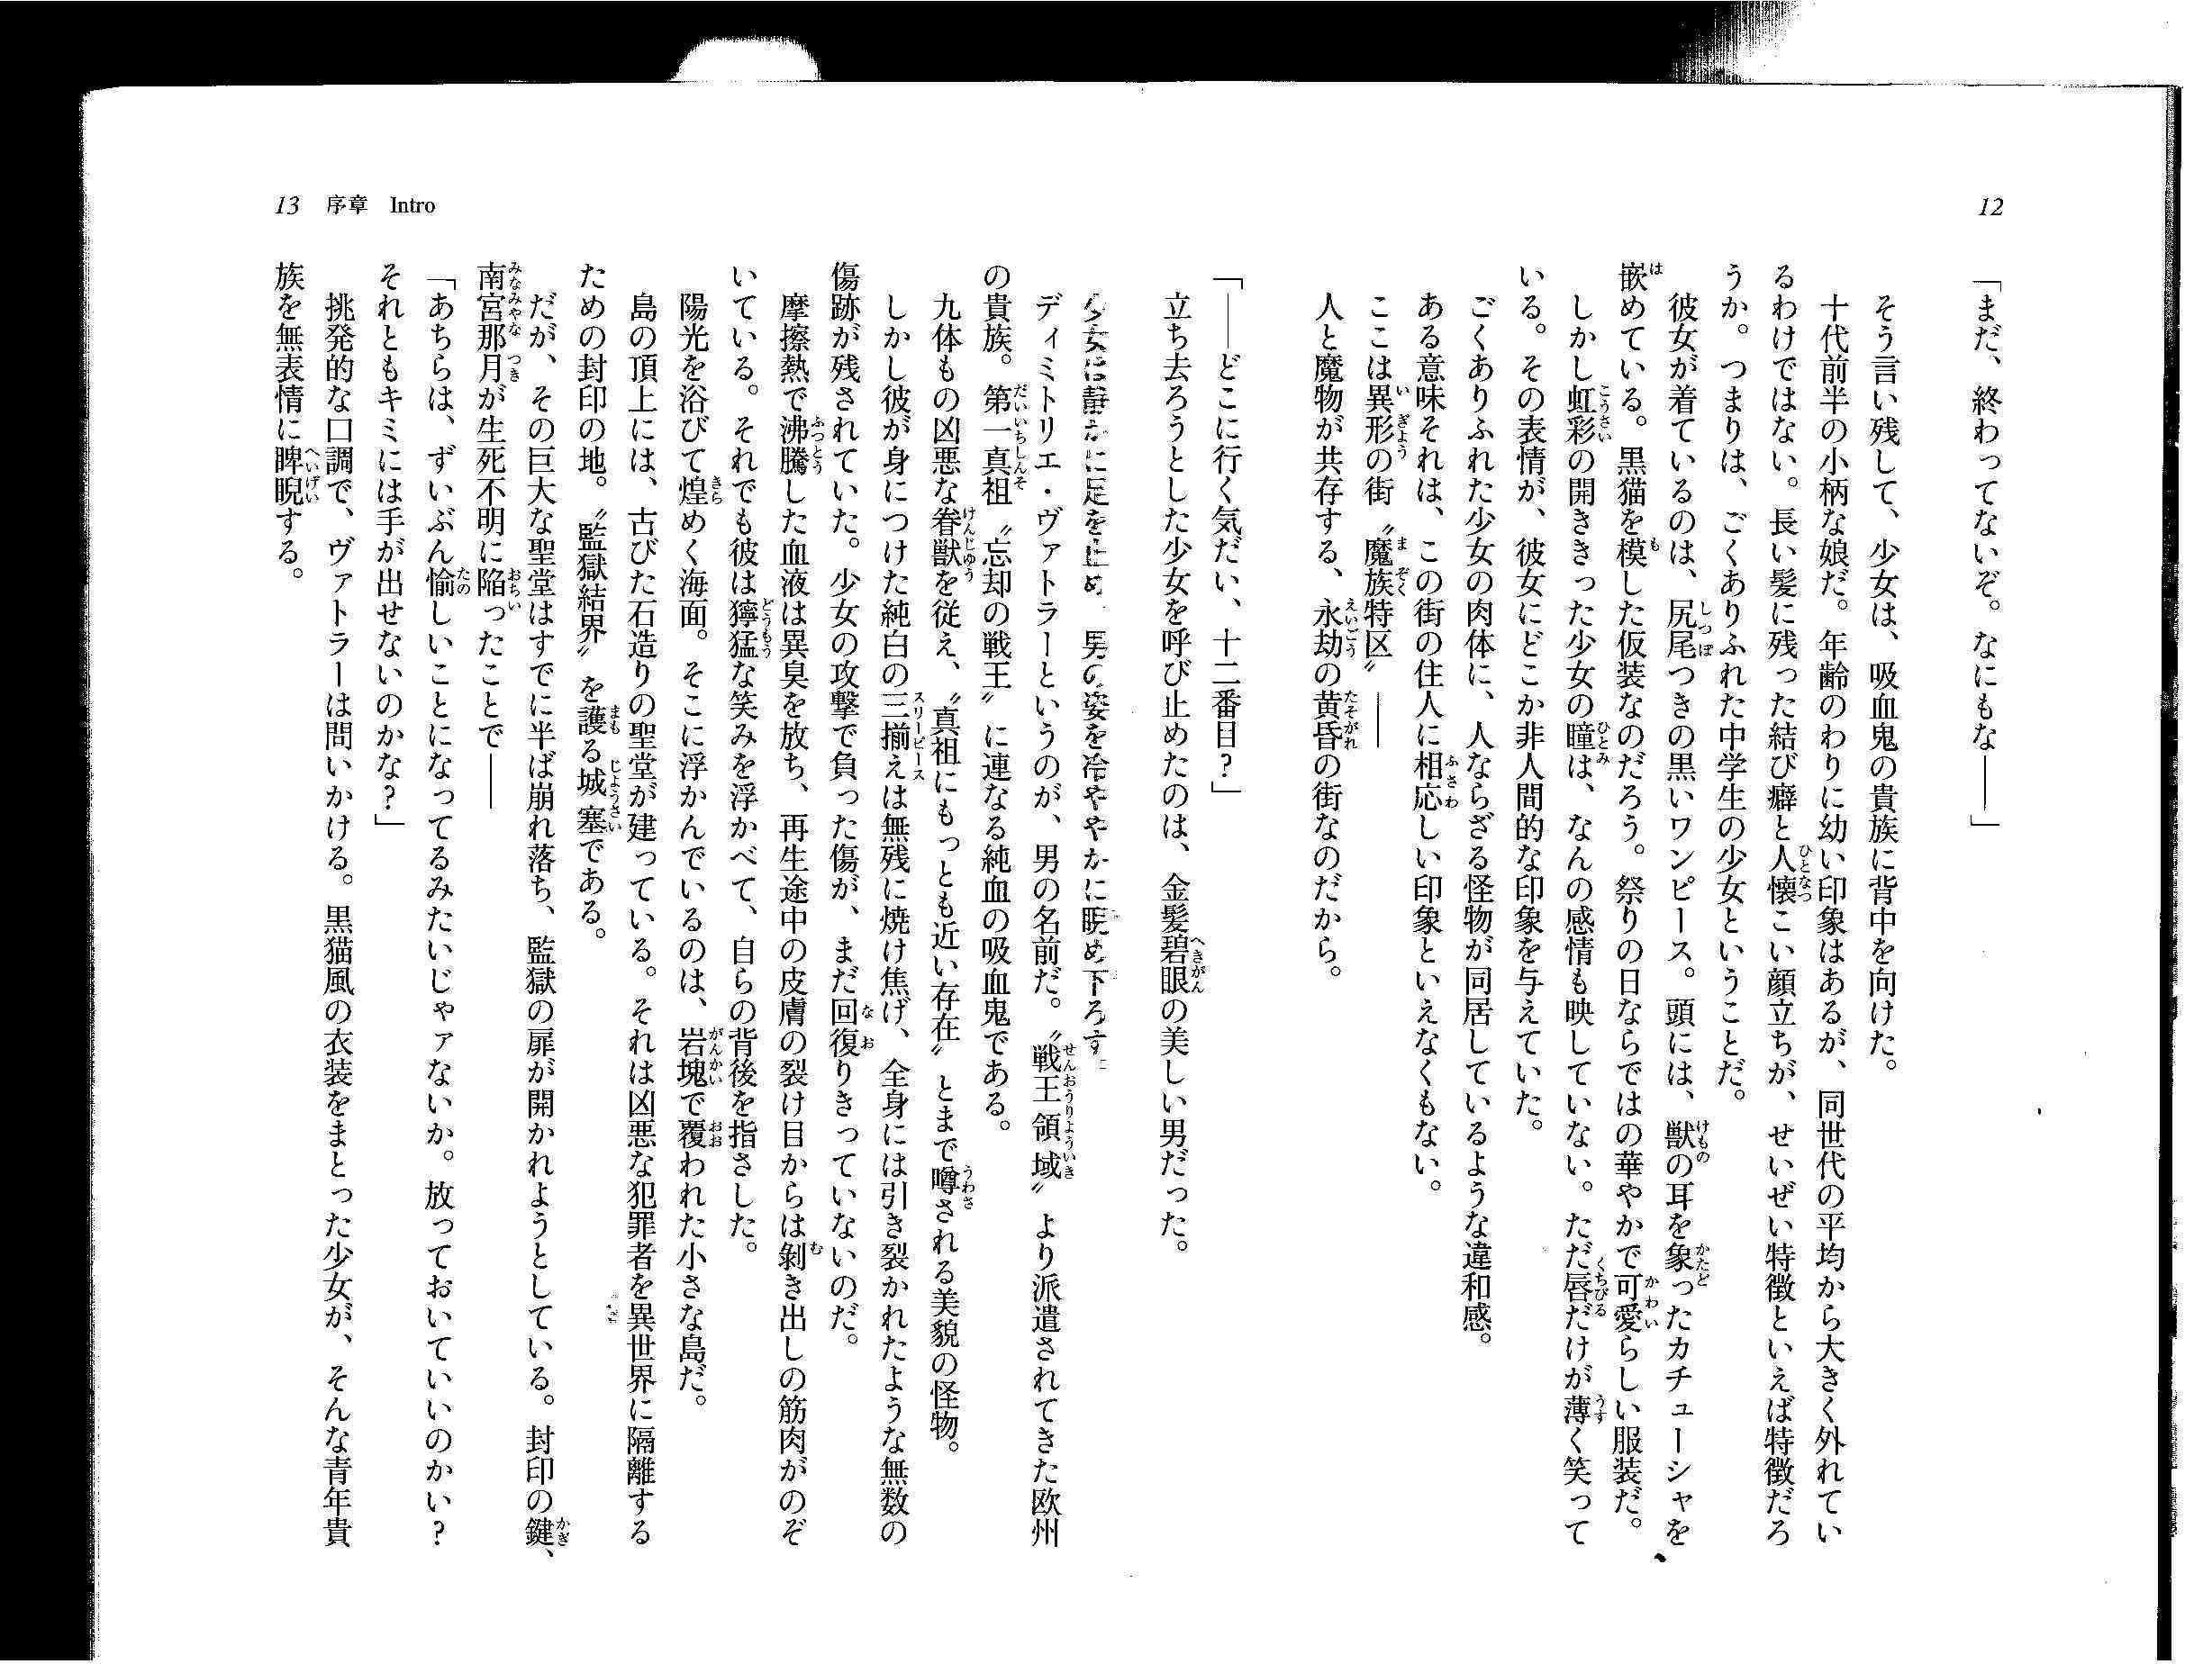 12
「まだ、終わってないぞ。なにもな――」
そう言い残して、少女は、吸血鬼の貴族に背中を向けた。
十代前半の小柄な娘だ。年齢のわりに幼い印象はあるが、同世代の平均から大きく外れてい
るわけではない。長い髪に残った結び癖と人懐こい顔立ちが、せいぜい特徴といえば特徴だろ
うか。つまりは、ごくありふれた中学生の少女ということだ。
彼女が着ているのは、尻尾つきの黒いワンピース。頭には、獣の耳を象ったカチューシャを
嵌めている。黒猫を模した仮装なのだろう。祭りの日ならではの華やかで可愛らしい服装だ。
しかし虹彩の開ききった少女の瞳は、なんの感情も映していない。ただ唇だけが薄く笑って
いる。その表情が、彼女にどこか非人間的な印象を与えていた。
ごくありふれた少女の肉体に、人ならざる怪物が同居しているような違和感。
ある意味それは、この街の住人に相応しい印象といえなくもない。
ここは異形の街〝魔族特区〟――
人と魔物が共存する、永劫の黄昏の街なのだから。
「――どこに行く気だい、十二番目?」
立ち去ろうとした少女を呼び止めたのは、金髪碧眼の美しい男だった。
13 序章 Intro
少女は静かに足を止め、男の姿を冷ややかに眺め下ろす。
ディミトリエ・ヴァトラーというのが、男の名前だ。〝戦王領域〟より派遣されてきた欧州
の貴族。第一真祖〝忘却の戦王〟に連なる純血の吸血鬼である。
九体もの凶悪な眷獣を従え、〝真祖にもっとも近い存在〟とまで噂される美貌の怪物。
しかし彼が身につけた純白の三揃えは無残に焼け焦げ、全身には引き裂かれたような無数の
傷跡が残されていた。少女の攻撃で負った傷が、まだ回復りきっていないのだ。
摩擦熱で沸騰した血液は異臭を放ち、再生途中の皮膚の裂け目からは剝き出しの筋肉がのぞ
いている。それでも彼は獰猛な笑みを浮かべて、自らの背後を指さした。
陽光を浴びて煌めく海面。そこに浮かんでいるのは、岩塊で覆われた小さな島だ。
島の頂上には、古びた石造りの聖堂が建っている。それは凶悪な犯罪者を異世界に隔離する
ための封印の地。〝監獄結界〟を護る城塞である。
だが、その巨大な聖堂はすでに半ば崩れ落ち、監獄の扉が開かれようとしている。封印の鍵、
南宮那月が生死不明に陥ったことで――
「あちらは、ずいぶん愉しいことになってるみたいじゃァないか。放っておいていいのかい?
それともキミには手が出せないのかな?」
挑発的な口調で、ヴァトラーは問いかける。黒猫風の衣装をまとった少女が、そんな青年貴
族を無表情に睥睨する。